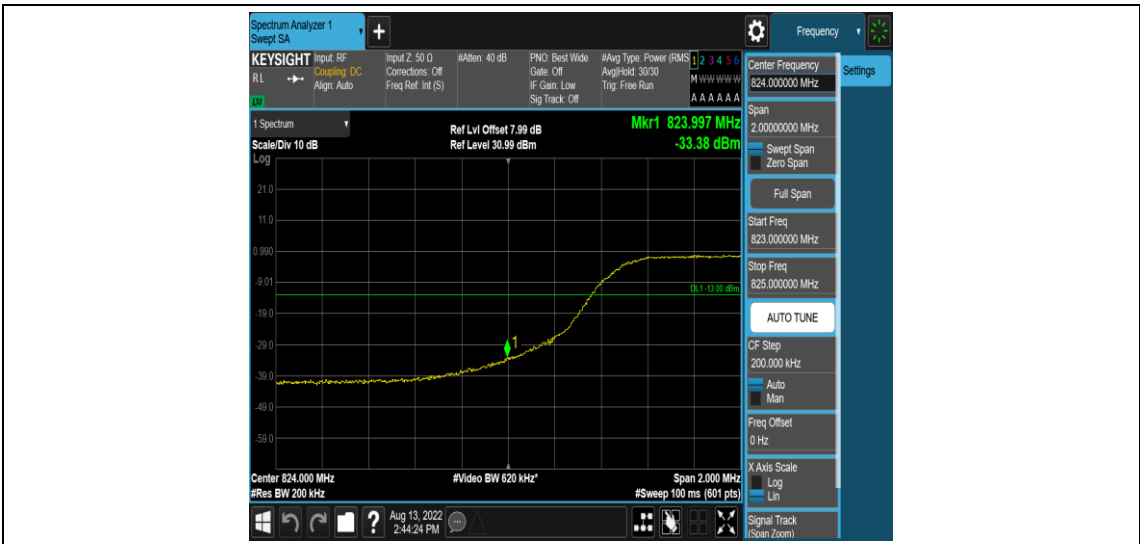 Spectrum Analyzer 1
Swept SA
+
Frequency
KEYSIGHT
RL
LXI
Input: RF
Coupling: DC
Align: Auto
Input Z: 50 Ω
Corrections: Off
Freq Ref: Int (S)
#Atten: 40 dB
PNO: Best Wide
Gate: Off
IF Gain: Low
Sig Track: Off
#Avg Type: Power (RMS
Avg|Hold: 30/30
Trig: Free Run
1 2 3 4 5 6
M W W W W W
A A A A A A
1 Spectrum
Scale/Div 10 dB
Log
Ref Lvl Offset 7.99 dB
Ref Level 30.99 dBm
Mkr1 823.997 MHz
-33.38 dBm
21.0
11.0
0.990
-9.01
-19.0
-29.0
-39.0
-49.0
-59.0
DL1 -13.00 dBm
1
Center 824.000 MHz
#Res BW 200 kHz
#Video BW 620 kHz*
Span 2.000 MHz
#Sweep 100 ms (601 pts)
?
Aug 13, 2022
2:44:24 PM
Settings
Center Frequency
824.000000 MHz
Span
2.00000000 MHz
Swept Span
Zero Span
Full Span
Start Freq
823.000000 MHz
Stop Freq
825.000000 MHz
AUTO TUNE
CF Step
200.000 kHz
Auto
Man
Freq Offset
0 Hz
X Axis Scale
Log
Lin
Signal Track
(Span Zoom)